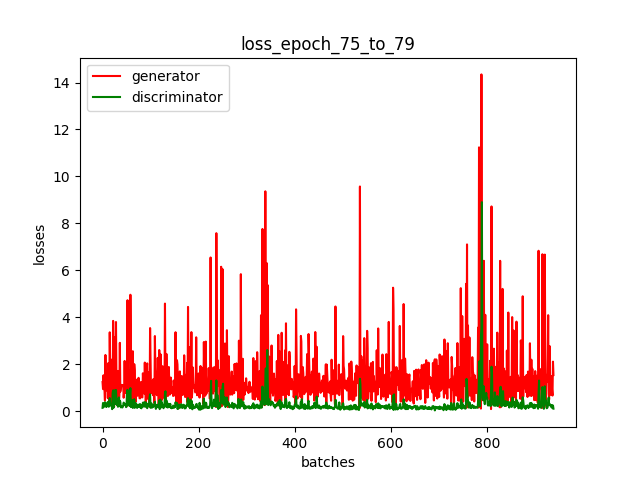 loss_epoch_75_to_79
generator
discriminator
losses
14
12
10
8
6
4
2
0
0 200 400 600 800
batches